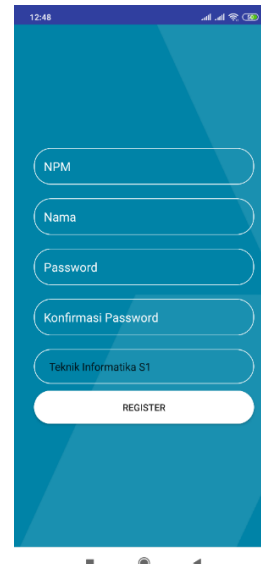 12:48
NPM
Nama
Password
Konfirmasi Password
Teknik Informatika S1
REGISTER